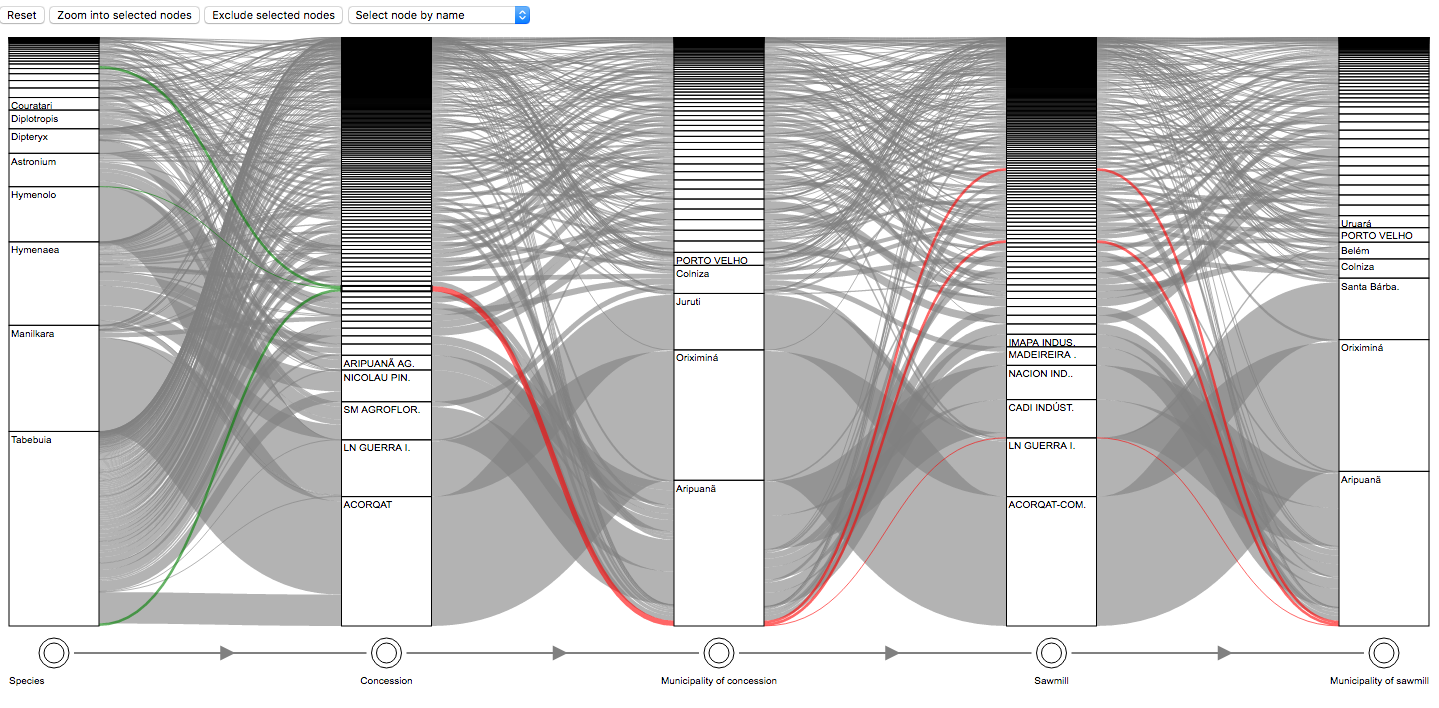 Reset
Zoom into selected nodes
Exclude selected nodes
Select node by name
Couratari
Diplotropis
Dipteryx
Astronium
Hymenolo
Hymenaea
Manilkara
Tabebuia
ARIPUANÃ AG.
NICOLAU PIN.
SM AGROFLOR.
LN GUERRA I.
ACORQAT
PORTO VELHO
Colniza
Juruti
Oriximiná
Aripuanã
IMAPA INDUS.
MADEIREIRA .
NACION IND..
CADI INDÚST.
LN GUERRA I.
ACORQAT-COM.
Uruará
PORTO VELHO
Belém
Colniza
Santa Bárba.
Oriximiná
Aripuanã
Species
Concession
Municipality of concession
Sawmill
Municipality of sawmill